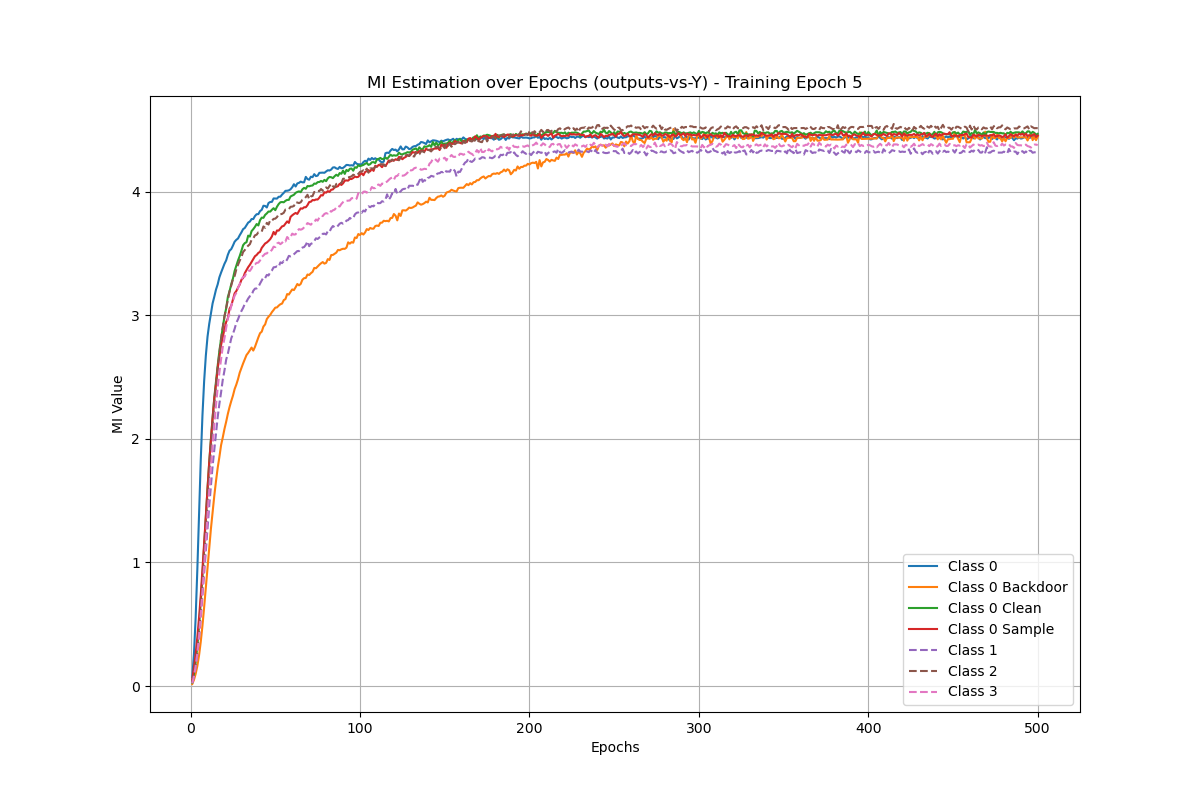 MI Estimation over Epochs (outputs-vs-Y) - Training Epoch 5
MI Value
4
3
2
1
0
0 100 200 300 400 500
Epochs
Class 0
Class 0 Backdoor
Class 0 Clean
Class 0 Sample
Class 1
Class 2
Class 3